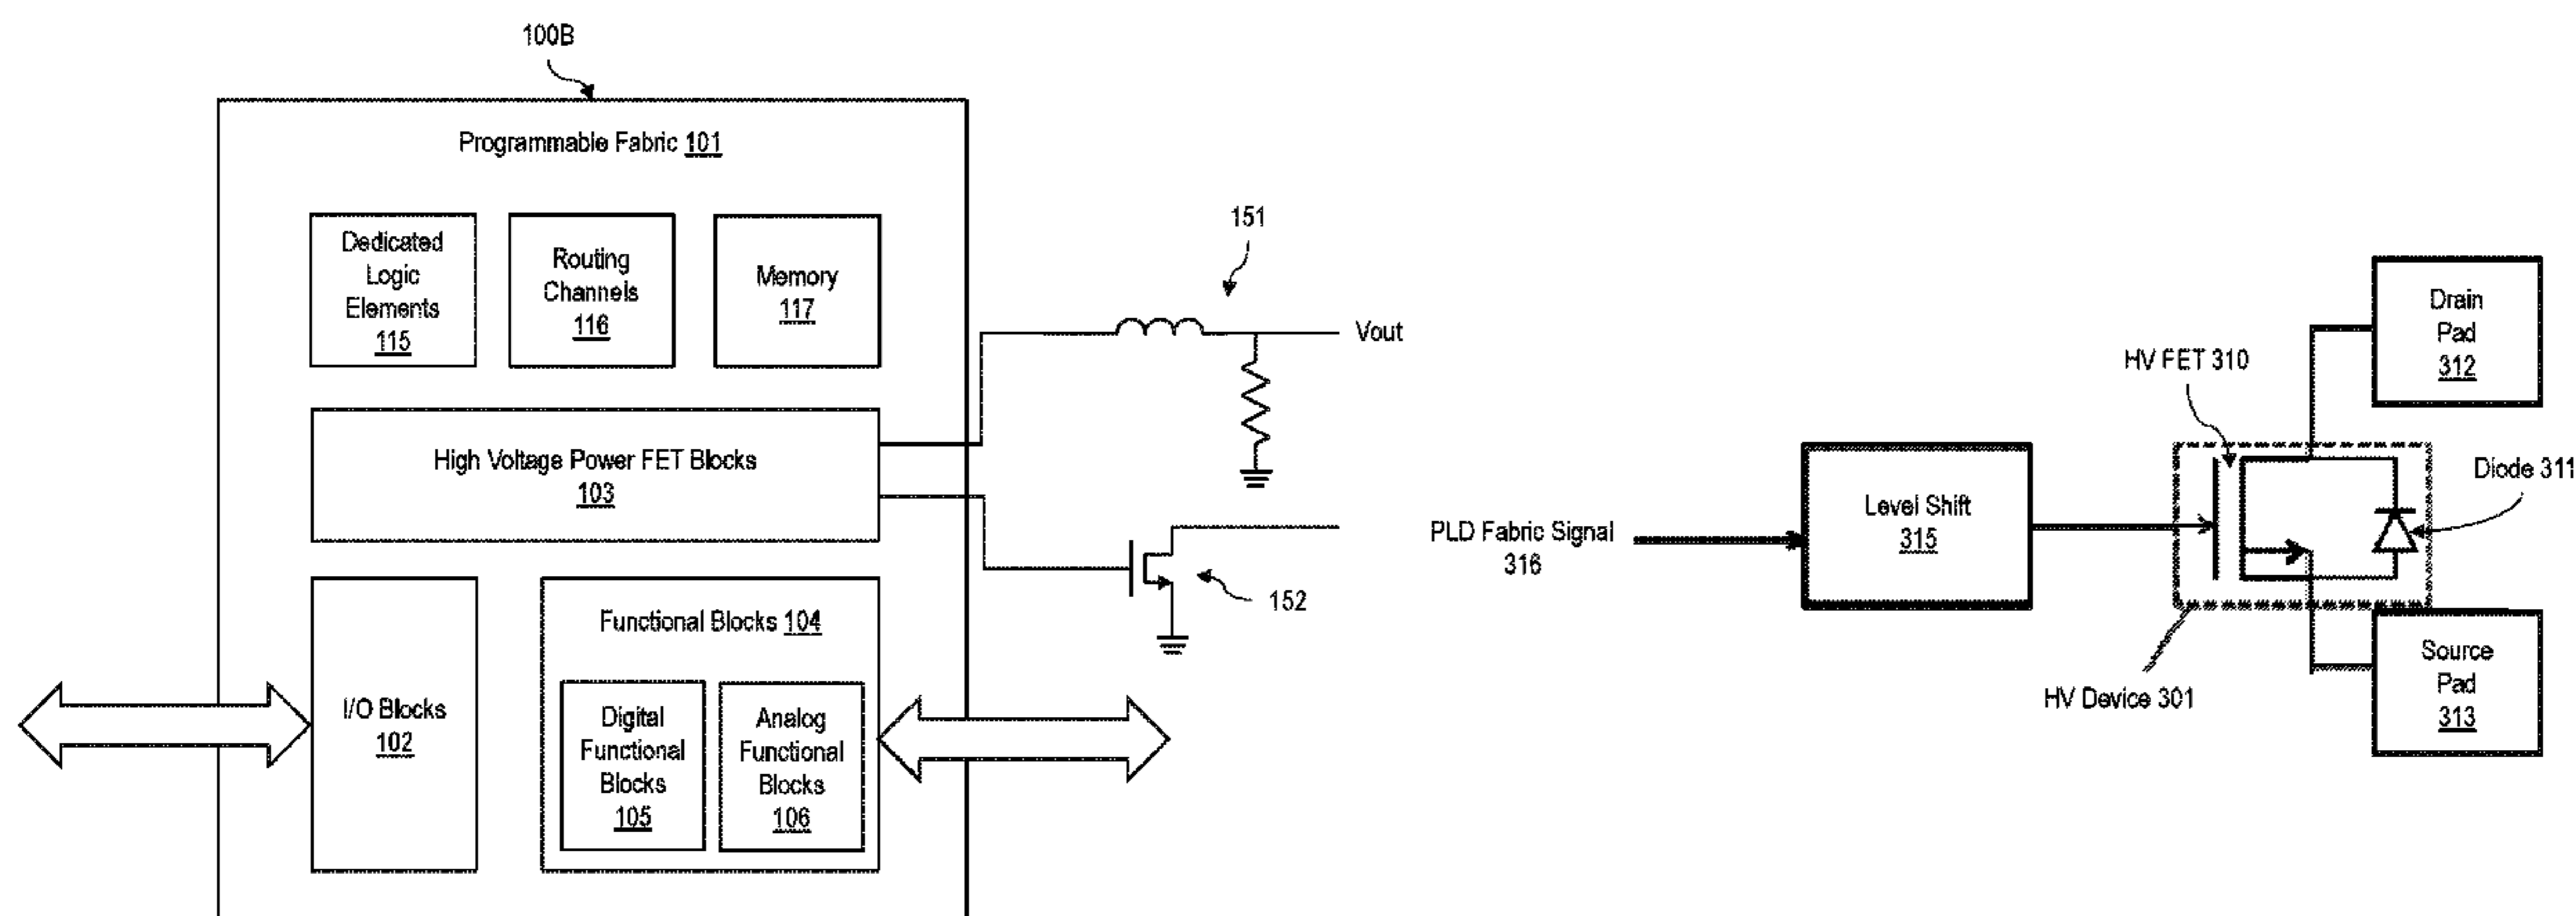 100B
Programmable Fabric 101
Dedicated
Logic
Elements
115
Routing
Channels
116
Memory
117
High Voltage Power FET Blocks
103
I/O Blocks
102
Functional Blocks 104
Digital
Functional
Blocks
105
Analog
Functional
Blocks
106
151
Vout
152
PLD Fabric Signal
316
Level Shift
315
HV FET 310
Drain
Pad
312
Diode 311
HV Device 301
Source
Pad
313